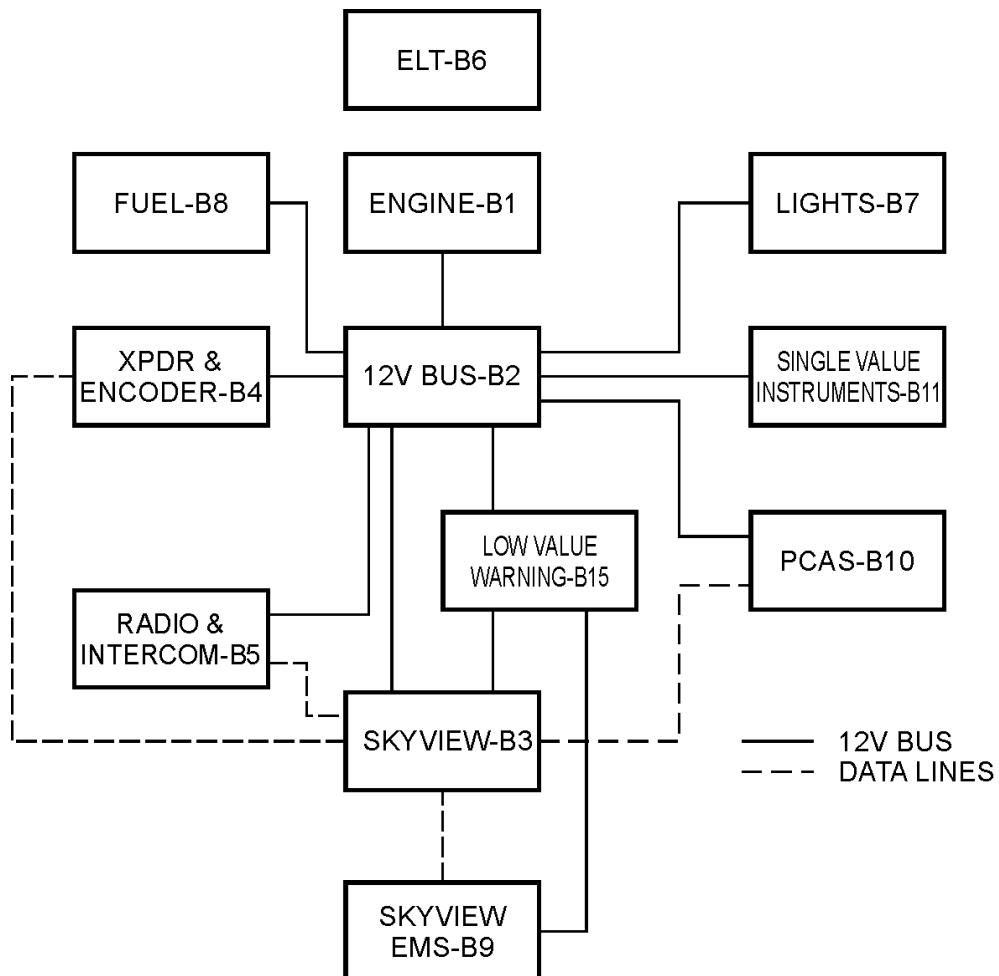 ELT-B6
FUEL-B8
ENGINE-B1
LIGHTS-B7
XPDR &
ENCODER-B4
12V BUS-B2
SINGLE VALUE
INSTRUMENTS-B11
LOW VALUE
WARNING-B15
PCAS-B10
RADIO &
INTERCOM-B5
SKYVIEW-B3
12V BUS
DATA LINES
SKYVIEW
EMS-B9